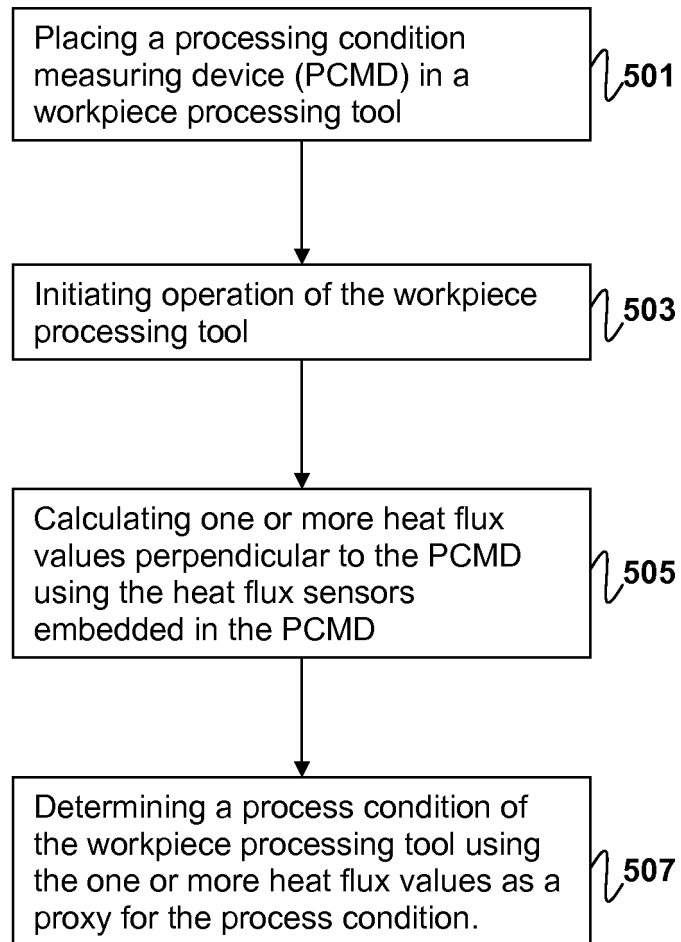 Placing a processing condition
measuring device (PCMD) in a
workpiece processing tool
501
Initiating operation of the workpiece
processing tool
503
Calculating one or more heat flux
values perpendicular to the PCMD
using the heat flux sensors
embedded in the PCMD
505
Determining a process condition of
the workpiece processing tool using
the one or more heat flux values as a
proxy for the process condition.
507